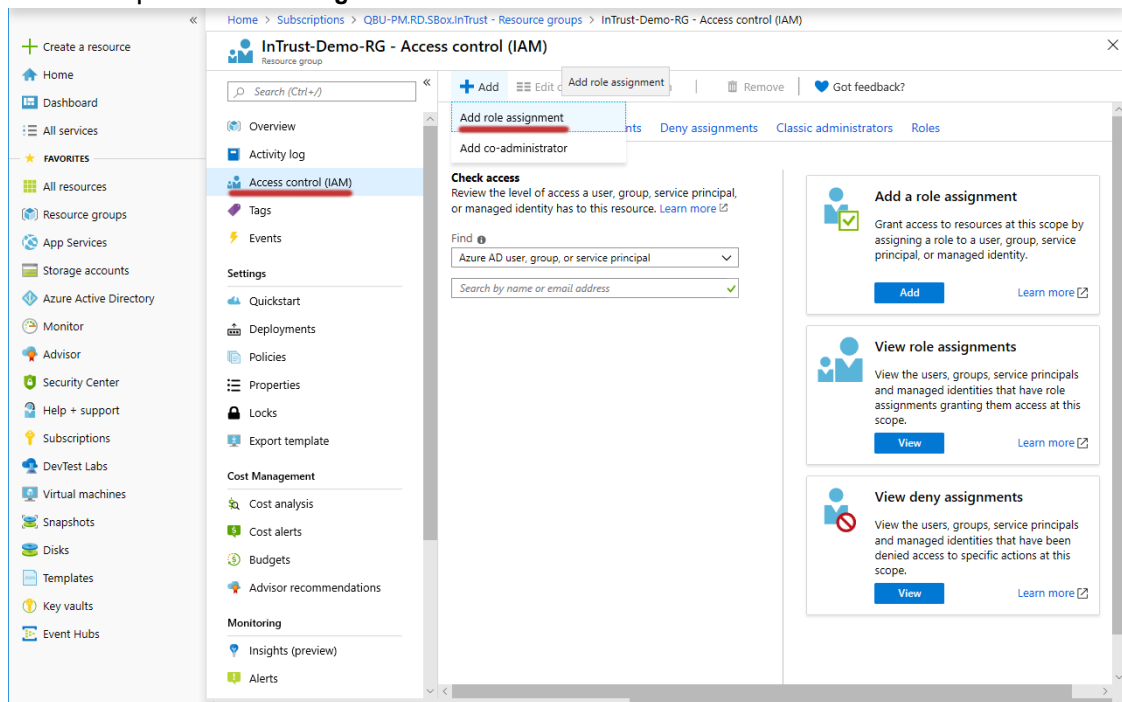 Home > Subscriptions > QBU-PM.RD.SBox.InTrust - Resource groups > InTrust-Demo-RG - Access control (IAM)
Create a resource
Home
Dashboard
All services
FAVORITES
All resources
Resource groups
App Services
Storage accounts
Azure Active Directory
Monitor
Advisor
Security Center
Help + support
Subscriptions
DevTest Labs
Virtual machines
Snapshots
Disks
Templates
Key vaults
Event Hubs
InTrust-Demo-RG - Access control (IAM)
Resource group
Search (Ctrl+/)
Overview
Activity log
Access control (IAM)
Tags
Events
Settings
Quickstart
Deployments
Policies
Properties
Locks
Export template
Cost Management
Cost analysis
Cost alerts
Budgets
Advisor recommendations
Monitoring
Insights (preview)
Alerts
Add
Edit
Add role assignment
Remove
Got feedback?
Add role assignment
Add co-administrator
Deny assignments
Classic administrators
Roles
Check access
Review the level of access a user, group, service principal,
or managed identity has to this resource. Learn more
Find
Azure AD user, group, or service principal
Search by name or email address
Add a role assignment
Grant access to resources at this scope by
assigning a role to a user, group, service
principal, or managed identity.
Add
Learn more
View role assignments
View the users, groups, service principals
and managed identities that have role
assignments granting them access at this
scope.
View
Learn more
View deny assignments
View the users, groups, service principals
and managed identities that have been
denied access to specific actions at this
scope.
View
Learn more